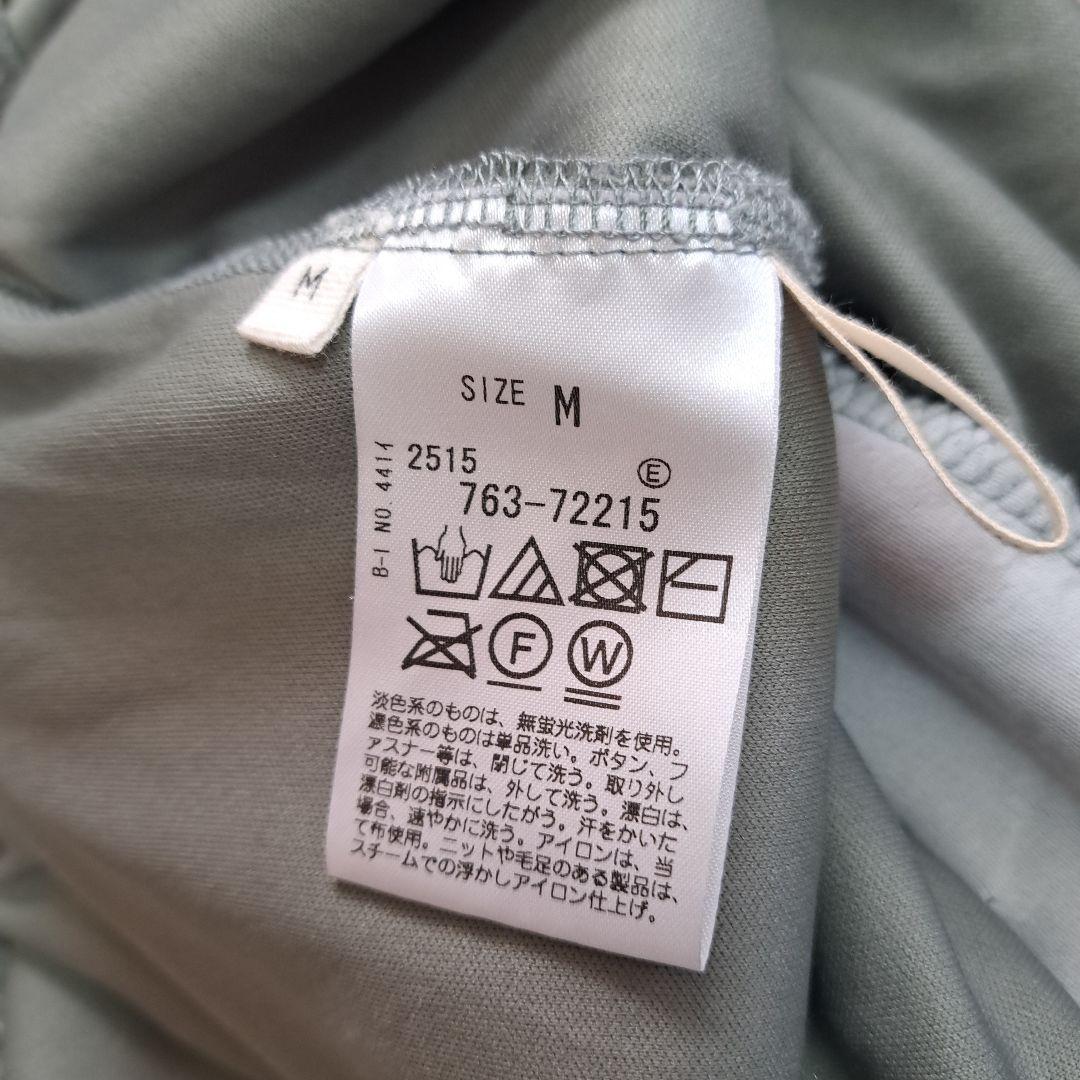 M
SIZE M
B-I NO. 441イ
2515 E
763-72215
F W
淡色系のものは、無蛍光洗剤を使用。
濃色系のものは単品洗い。ボタン、フ
ァスナー等は、閉じて洗う。取り外し
可能な附属品は、外して洗う。漂白は、
漂白剤の指示にしたがう。汗をかいた
場合、速やかに洗う。アイロンは、当
て布使用。ニットや毛足のある製品は、
スチームでの浮かしアイロン仕上げ。